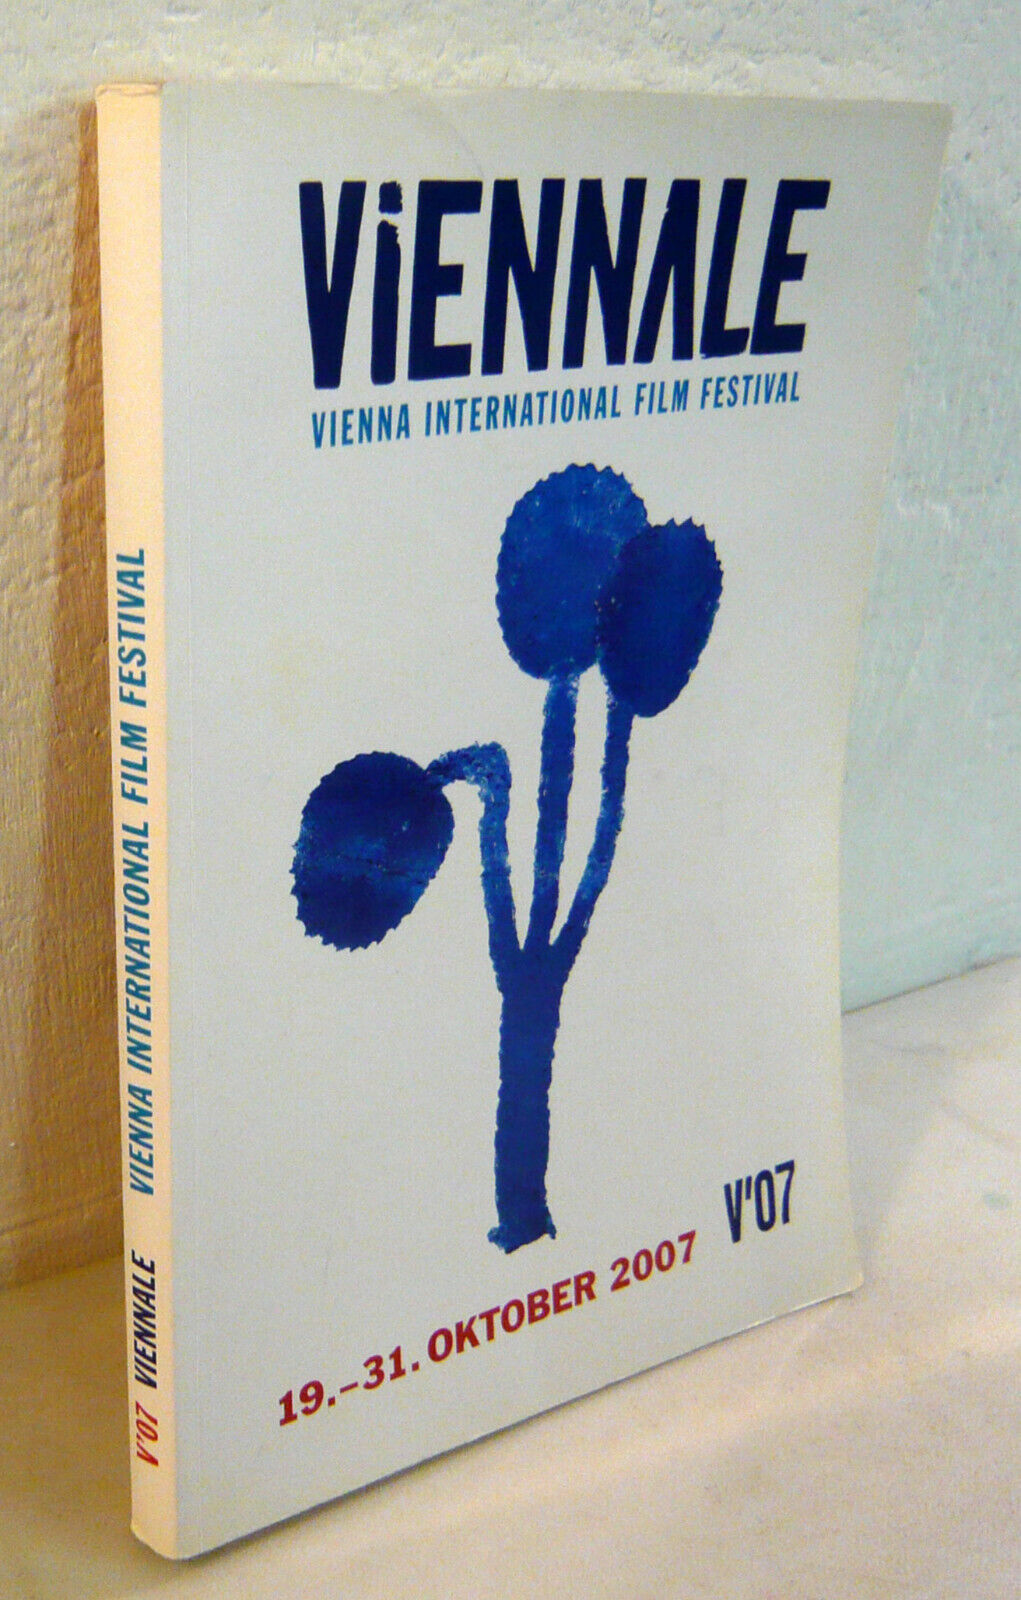 ViENNALE
VIENNA INTERNATIONAL FILM FESTIVAL
V'07
19.–31. OKTOBER 2007
V'07 VIENNALE VIENNA INTERNATIONAL FILM FESTIVAL